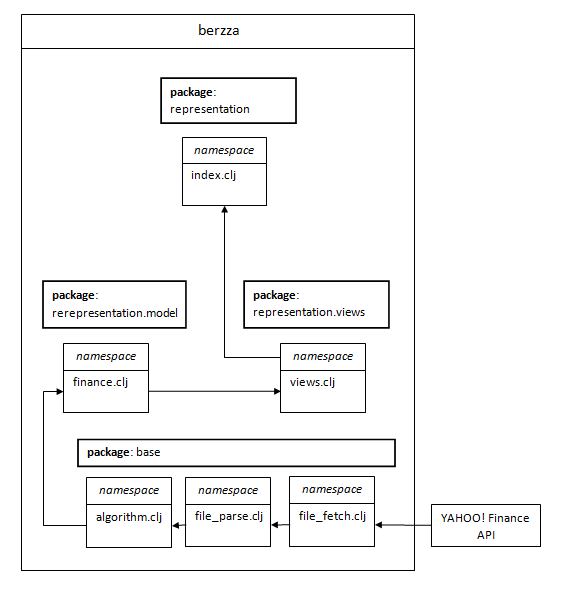 berzza
package:
representation
namespace
index.clj
package:
rerepresentation.model
package:
representation.views
namespace
finance.clj
namespace
views.clj
package: base
namespace
algorithm.clj
namespace
file_parse.clj
namespace
file_fetch.clj
YAHOO! Finance
API